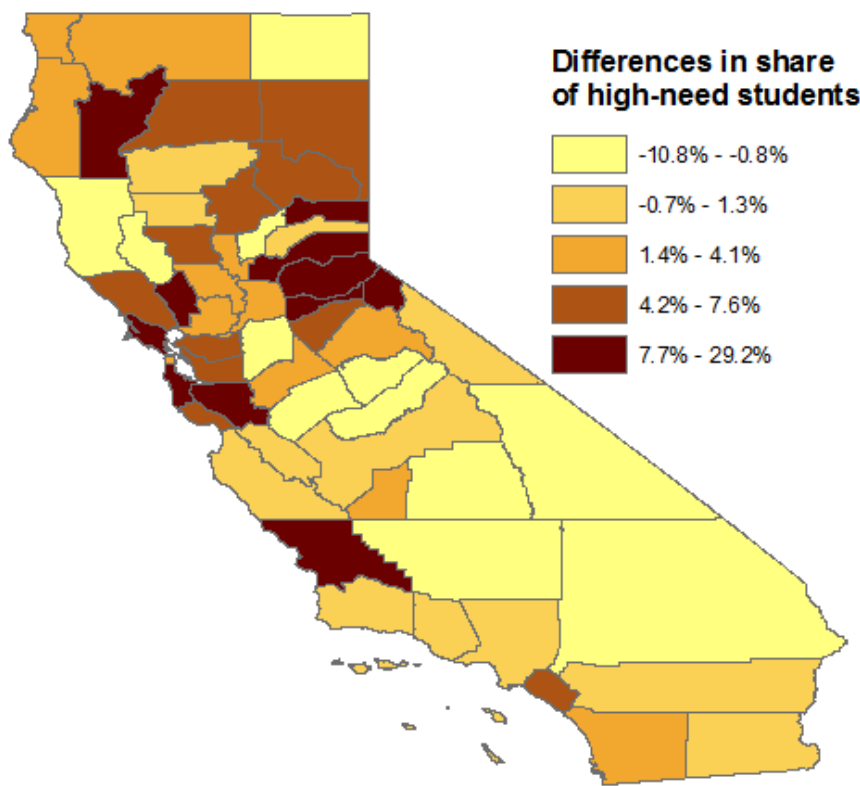 Differences in share
of high-need students
-10.8% - -0.8%
-0.7% - 1.3%
1.4% - 4.1%
4.2% - 7.6%
7.7% - 29.2%